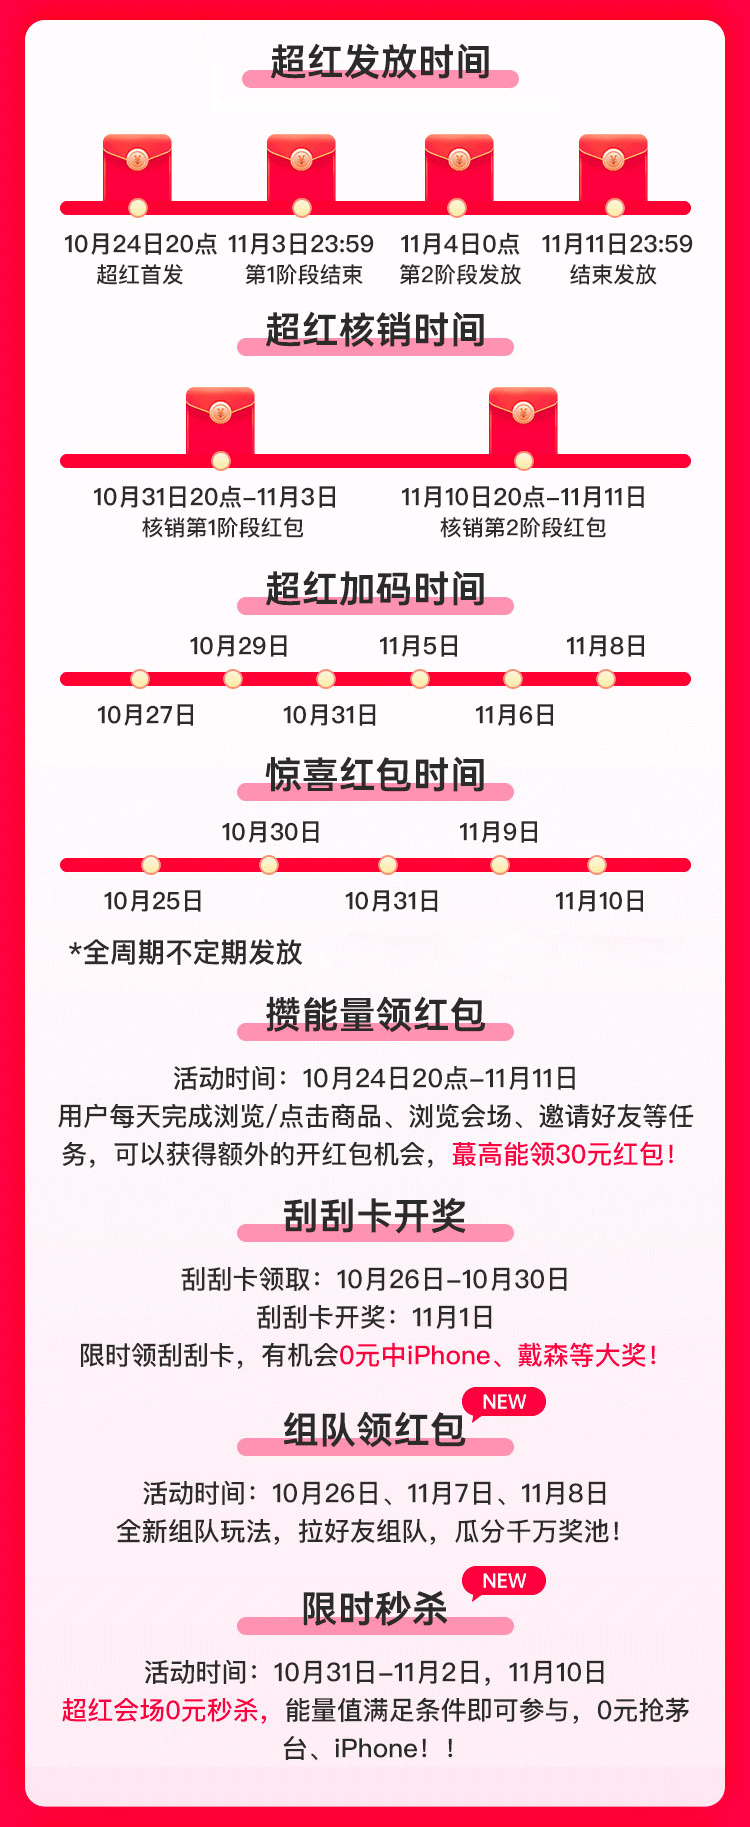 超红发放时间
10月24日20点 11月3日23:59 11月4日0点 11月11日23:59
超红首发 第1阶段结束 第2阶段发放 结束发放
超红核销时间
10月31日20点-11月3日 11月10日20点-11月11日
核销第1阶段红包 核销第2阶段红包
超红加码时间
10月29日 11月5日 11月8日
10月27日 10月31日 11月6日
惊喜红包时间
10月30日 11月9日
10月25日 10月31日 11月10日
*全周期不定期发放
攒能量领红包
活动时间：10月24日20点-11月11日
用户每天完成浏览/点击商品、浏览会场、邀请好友等任
务，可以获得额外的开红包机会，蕞高能领30元红包！
刮刮卡开奖
刮刮卡领取：10月26日-10月30日
刮刮卡开奖：11月1日
限时领刮刮卡，有机会0元中iPhone、戴森等大奖！
NEW
组队领红包
活动时间：10月26日、11月7日、11月8日
全新组队玩法，拉好友组队，瓜分千万奖池！
NEW
限时秒杀
活动时间：10月31日-11月2日，11月10日
超红会场0元秒杀，能量值满足条件即可参与，0元抢茅
台、iPhone！！